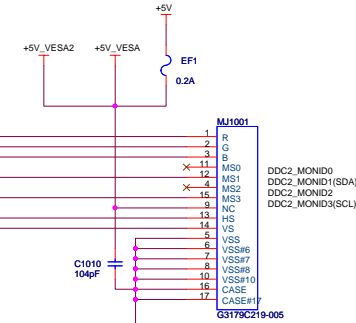 +5V
+5V_VESA2
+5V_VESA
EF1
0.2A
MJ1001
1 R
2 G
3 B
11 MS0 DDC2_MONID0
12 MS1 DDC2_MONID1(SDA)
4 MS2 DDC2_MONID2
15 MS3 DDC2_MONID3(SCL)
9 NC
13 HS
14 VS
5 VSS
6 VSS#6
7 VSS#7
8 VSS#8
10 VSS#10
16 CASE
17 CASE#17
C1010
104pF
G3179C219-005